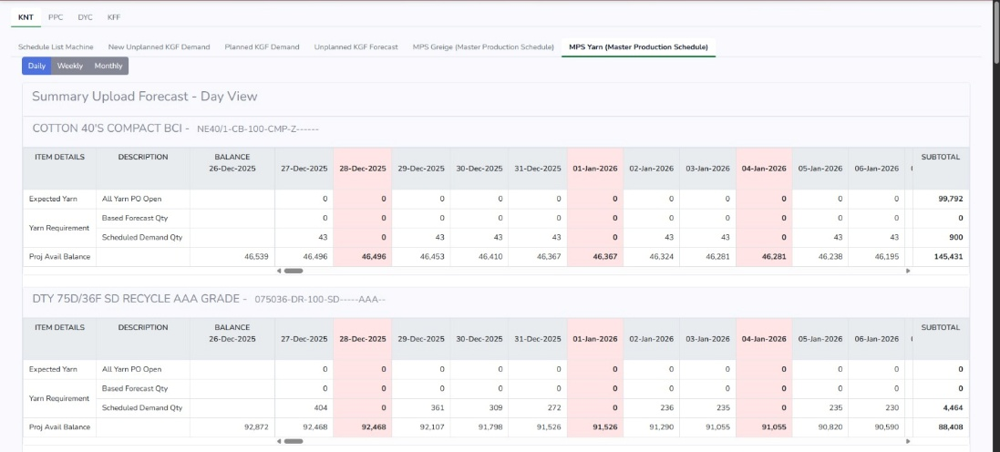 KNT PPC DYC KFF
Schedule List Machine New Unplanned KGF Demand Planned KGF Demand Unplanned KGF Forecast MPS Greige (Master Production Schedule) MPS Yarn (Master Production Schedule)
Daily Weekly Monthly
Summary Upload Forecast - Day View
COTTON 40'S COMPACT BCI - NE40/1-CB-100-CMP-Z------
ITEM DETAILS DESCRIPTION BALANCE 26-Dec-2025 27-Dec-2025 28-Dec-2025 29-Dec-2025 30-Dec-2025 31-Dec-2025 01-Jan-2026 02-Jan-2026 03-Jan-2026 04-Jan-2026 05-Jan-2026 06-Jan-2026 SUBTOTAL
Expected Yarn All Yarn PO Open 0 0 0 0 0 0 0 0 0 0 0 99,792
Yarn Requirement Based Forecast Qty 0 0 0 0 0 0 0 0 0 0 0 0
Scheduled Demand Qty 43 0 43 43 43 0 43 43 0 43 43 900
Proj Avail Balance 46,539 46,496 46,496 46,453 46,410 46,367 46,367 46,324 46,281 46,281 46,238 46,195 145,431
DTY 75D/36F SD RECYCLE AAA GRADE - 075036-DR-100-SD-----AAA--
ITEM DETAILS DESCRIPTION BALANCE 26-Dec-2025 27-Dec-2025 28-Dec-2025 29-Dec-2025 30-Dec-2025 31-Dec-2025 01-Jan-2026 02-Jan-2026 03-Jan-2026 04-Jan-2026 05-Jan-2026 06-Jan-2026 SUBTOTAL
Expected Yarn All Yarn PO Open 0 0 0 0 0 0 0 0 0 0 0 0
Yarn Requirement Based Forecast Qty 0 0 0 0 0 0 0 0 0 0 0 0
Scheduled Demand Qty 404 0 361 309 272 0 236 235 0 235 230 4,464
Proj Avail Balance 92,872 92,468 92,468 92,107 91,798 91,526 91,526 91,290 91,055 91,055 90,820 90,590 88,408